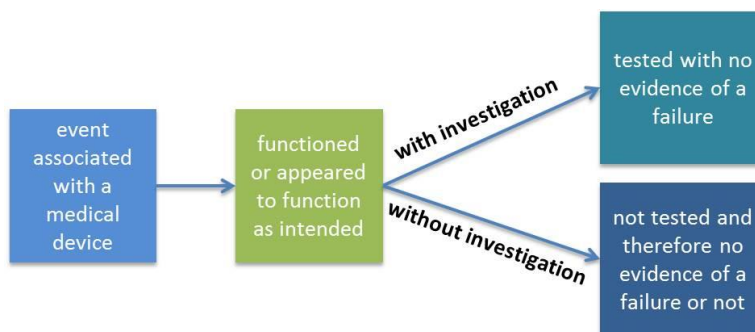 event
associated
with a
medical
device
functioned
or appeared
to function
as intended
with investigation
without investigation
tested with no
evidence of a
failure
not tested and
therefore no
evidence of a
failure or not